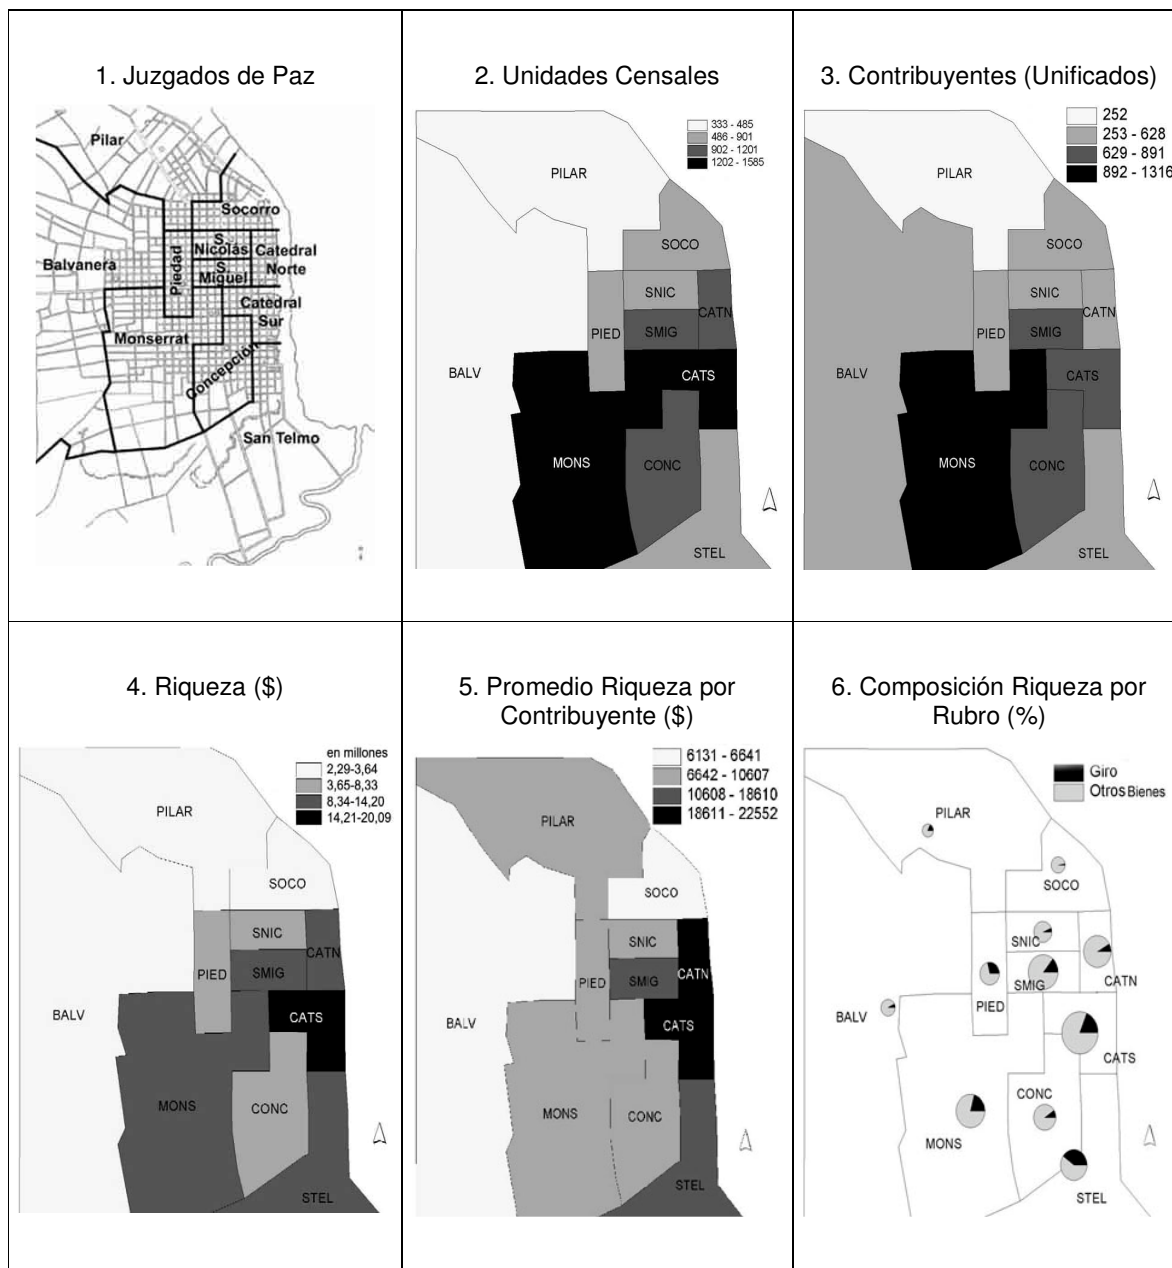 1. Juzgados de Paz
Pilar
Socorro
S.
Nicolás
Catedral
Norte
Balvanera
Piedad
S.
Miguel
Catedral
Sur
Monserrat
Concepción
San Telmo
2. Unidades Censales
333 - 485
486 - 901
902 - 1201
1202 - 1585
PILAR
SOCO
SNIC
CATN
PIED
SMIG
BALV
CATS
MONS
CONC
STEL
3. Contribuyentes (Unificados)
252
253 - 628
629 - 891
892 - 1316
PILAR
SOCO
SNIC
CATN
PIED
SMIG
BALV
CATS
MONS
CONC
STEL
4. Riqueza ($)
en millones
2,29-3,64
3,65-8,33
8,34-14,20
14,21-20,09
PILAR
SOCO
SNIC
CATN
PIED
SMIG
BALV
CATS
MONS
CONC
STEL
5. Promedio Riqueza por
Contribuyente ($)
6131 - 6641
6642 - 10607
10608 - 18610
18611 - 22552
PILAR
SOCO
SNIC
CATN
PIED
SMIG
BALV
CATS
MONS
CONC
STEL
6. Composición Riqueza por
Rubro (%)
Giro
Otros Bienes
PILAR
SOCO
SNIC
CATN
PIED
SMIG
BALV
CATS
CONC
MONS
STEL